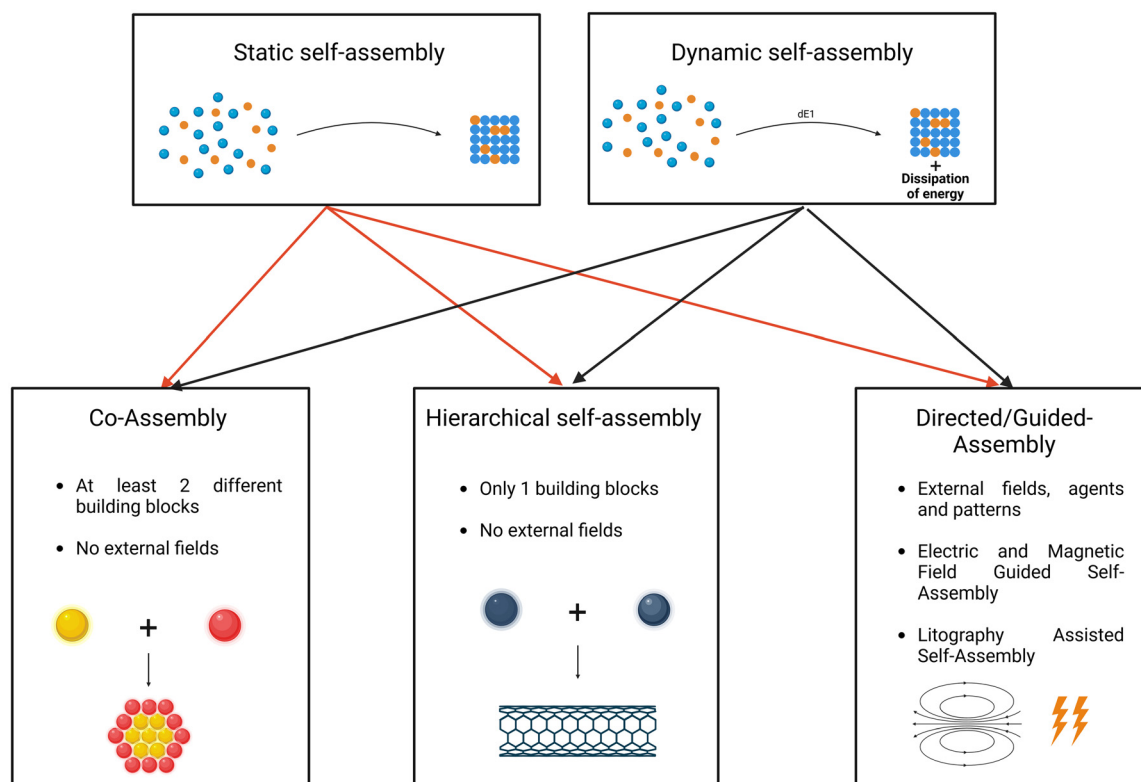 Static self-assembly
Dynamic self-assembly
dE1
+
Dissipation
of energy
Co-Assembly
• At least 2 different
building blocks
• No external fields
+
Hierarchical self-assembly
• Only 1 building blocks
• No external fields
+
Directed/Guided-
Assembly
• External fields, agents
and patterns
• Electric and Magnetic
Field Guided Self-
Assembly
• Litography Assisted
Self-Assembly